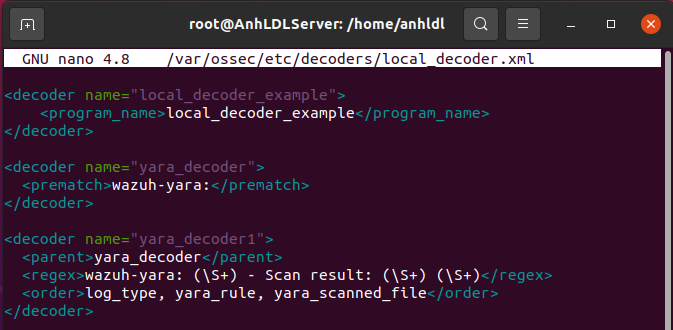 root@AnhLDLServer: /home/anhldl
GNU nano 4.8    /var/ossec/etc/decoders/local_decoder.xml
<decoder name="local_decoder_example">
    <program_name>local_decoder_example</program_name>
</decoder>
<decoder name="yara_decoder">
  <prematch>wazuh-yara:</prematch>
</decoder>
<decoder name="yara_decoder1">
  <parent>yara_decoder</parent>
  <regex>wazuh-yara: (\S+) - Scan result: (\S+) (\S+)</regex>
  <order>log_type, yara_rule, yara_scanned_file</order>
</decoder>